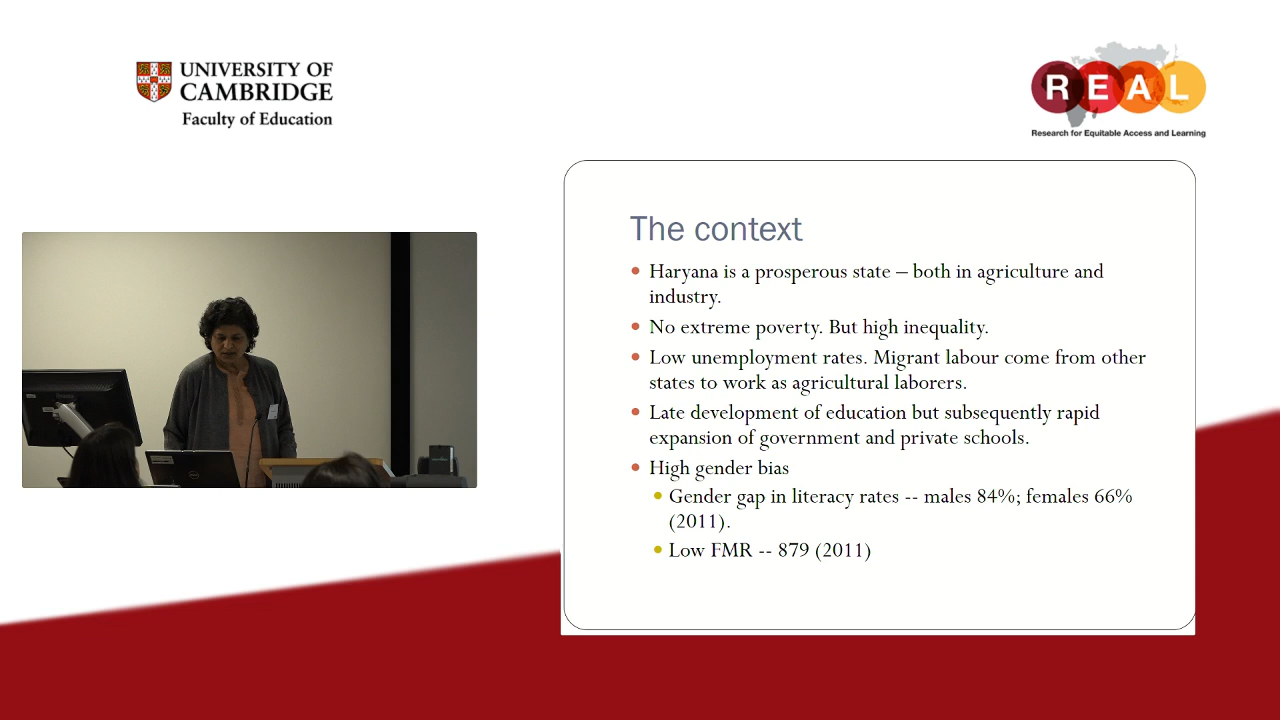 UNIVERSITY OF
CAMBRIDGE
Faculty of Education
REAL
Research for Equitable Access and Learning
The context
• Haryana is a prosperous state – both in agriculture and
industry.
• No extreme poverty. But high inequality.
• Low unemployment rates. Migrant labour come from other
states to work as agricultural laborers.
• Late development of education but subsequently rapid
expansion of government and private schools.
• High gender bias
• Gender gap in literacy rates -- males 84%; females 66%
(2011).
• Low FMR -- 879 (2011)